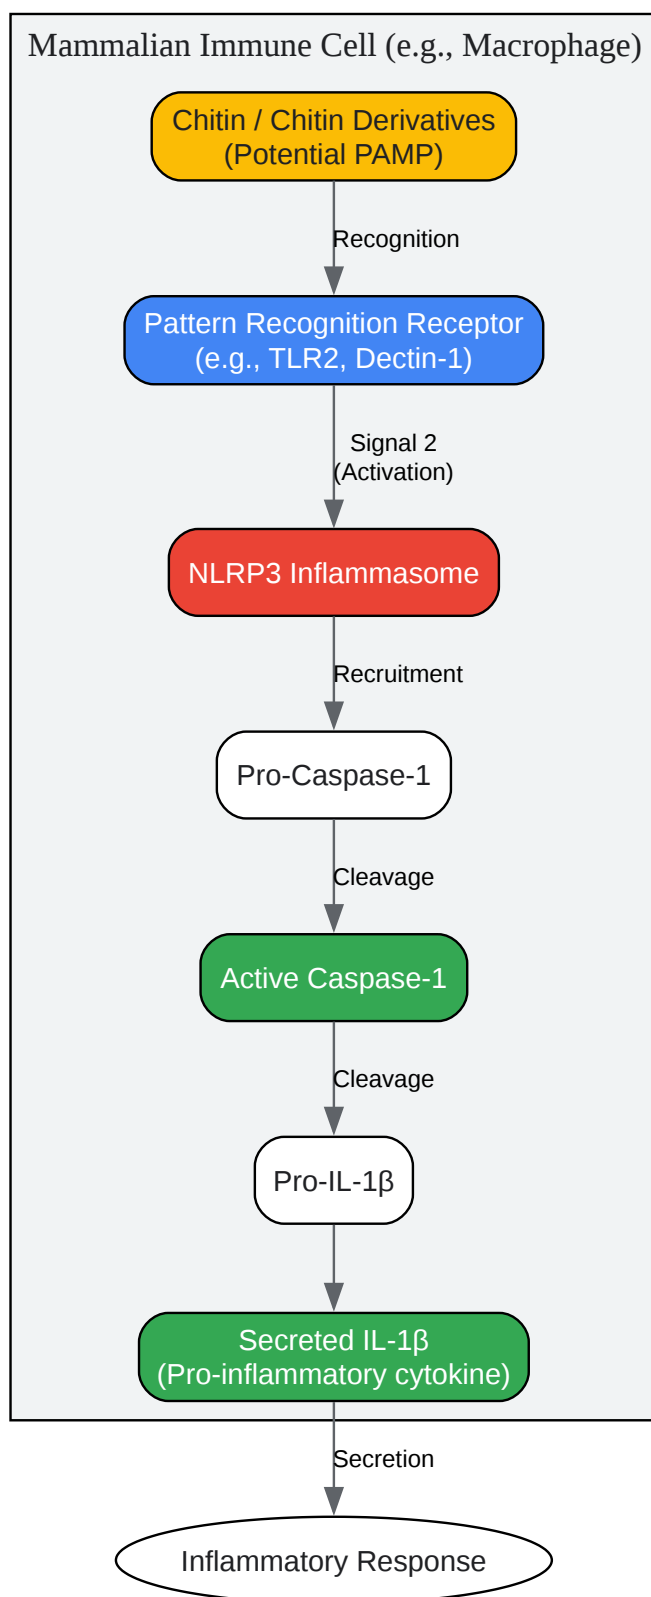 Mammalian Immune Cell (e.g., Macrophage)
Chitin / Chitin Derivatives
(Potential PAMP)
Recognition
Pattern Recognition Receptor
(e.g., TLR2, Dectin-1)
Signal 2
(Activation)
NLRP3 Inflammasome
Recruitment
Pro-Caspase-1
Cleavage
Active Caspase-1
Cleavage
Pro-IL-1β
Secreted IL-1β
(Pro-inflammatory cytokine)
Secretion
Inflammatory Response